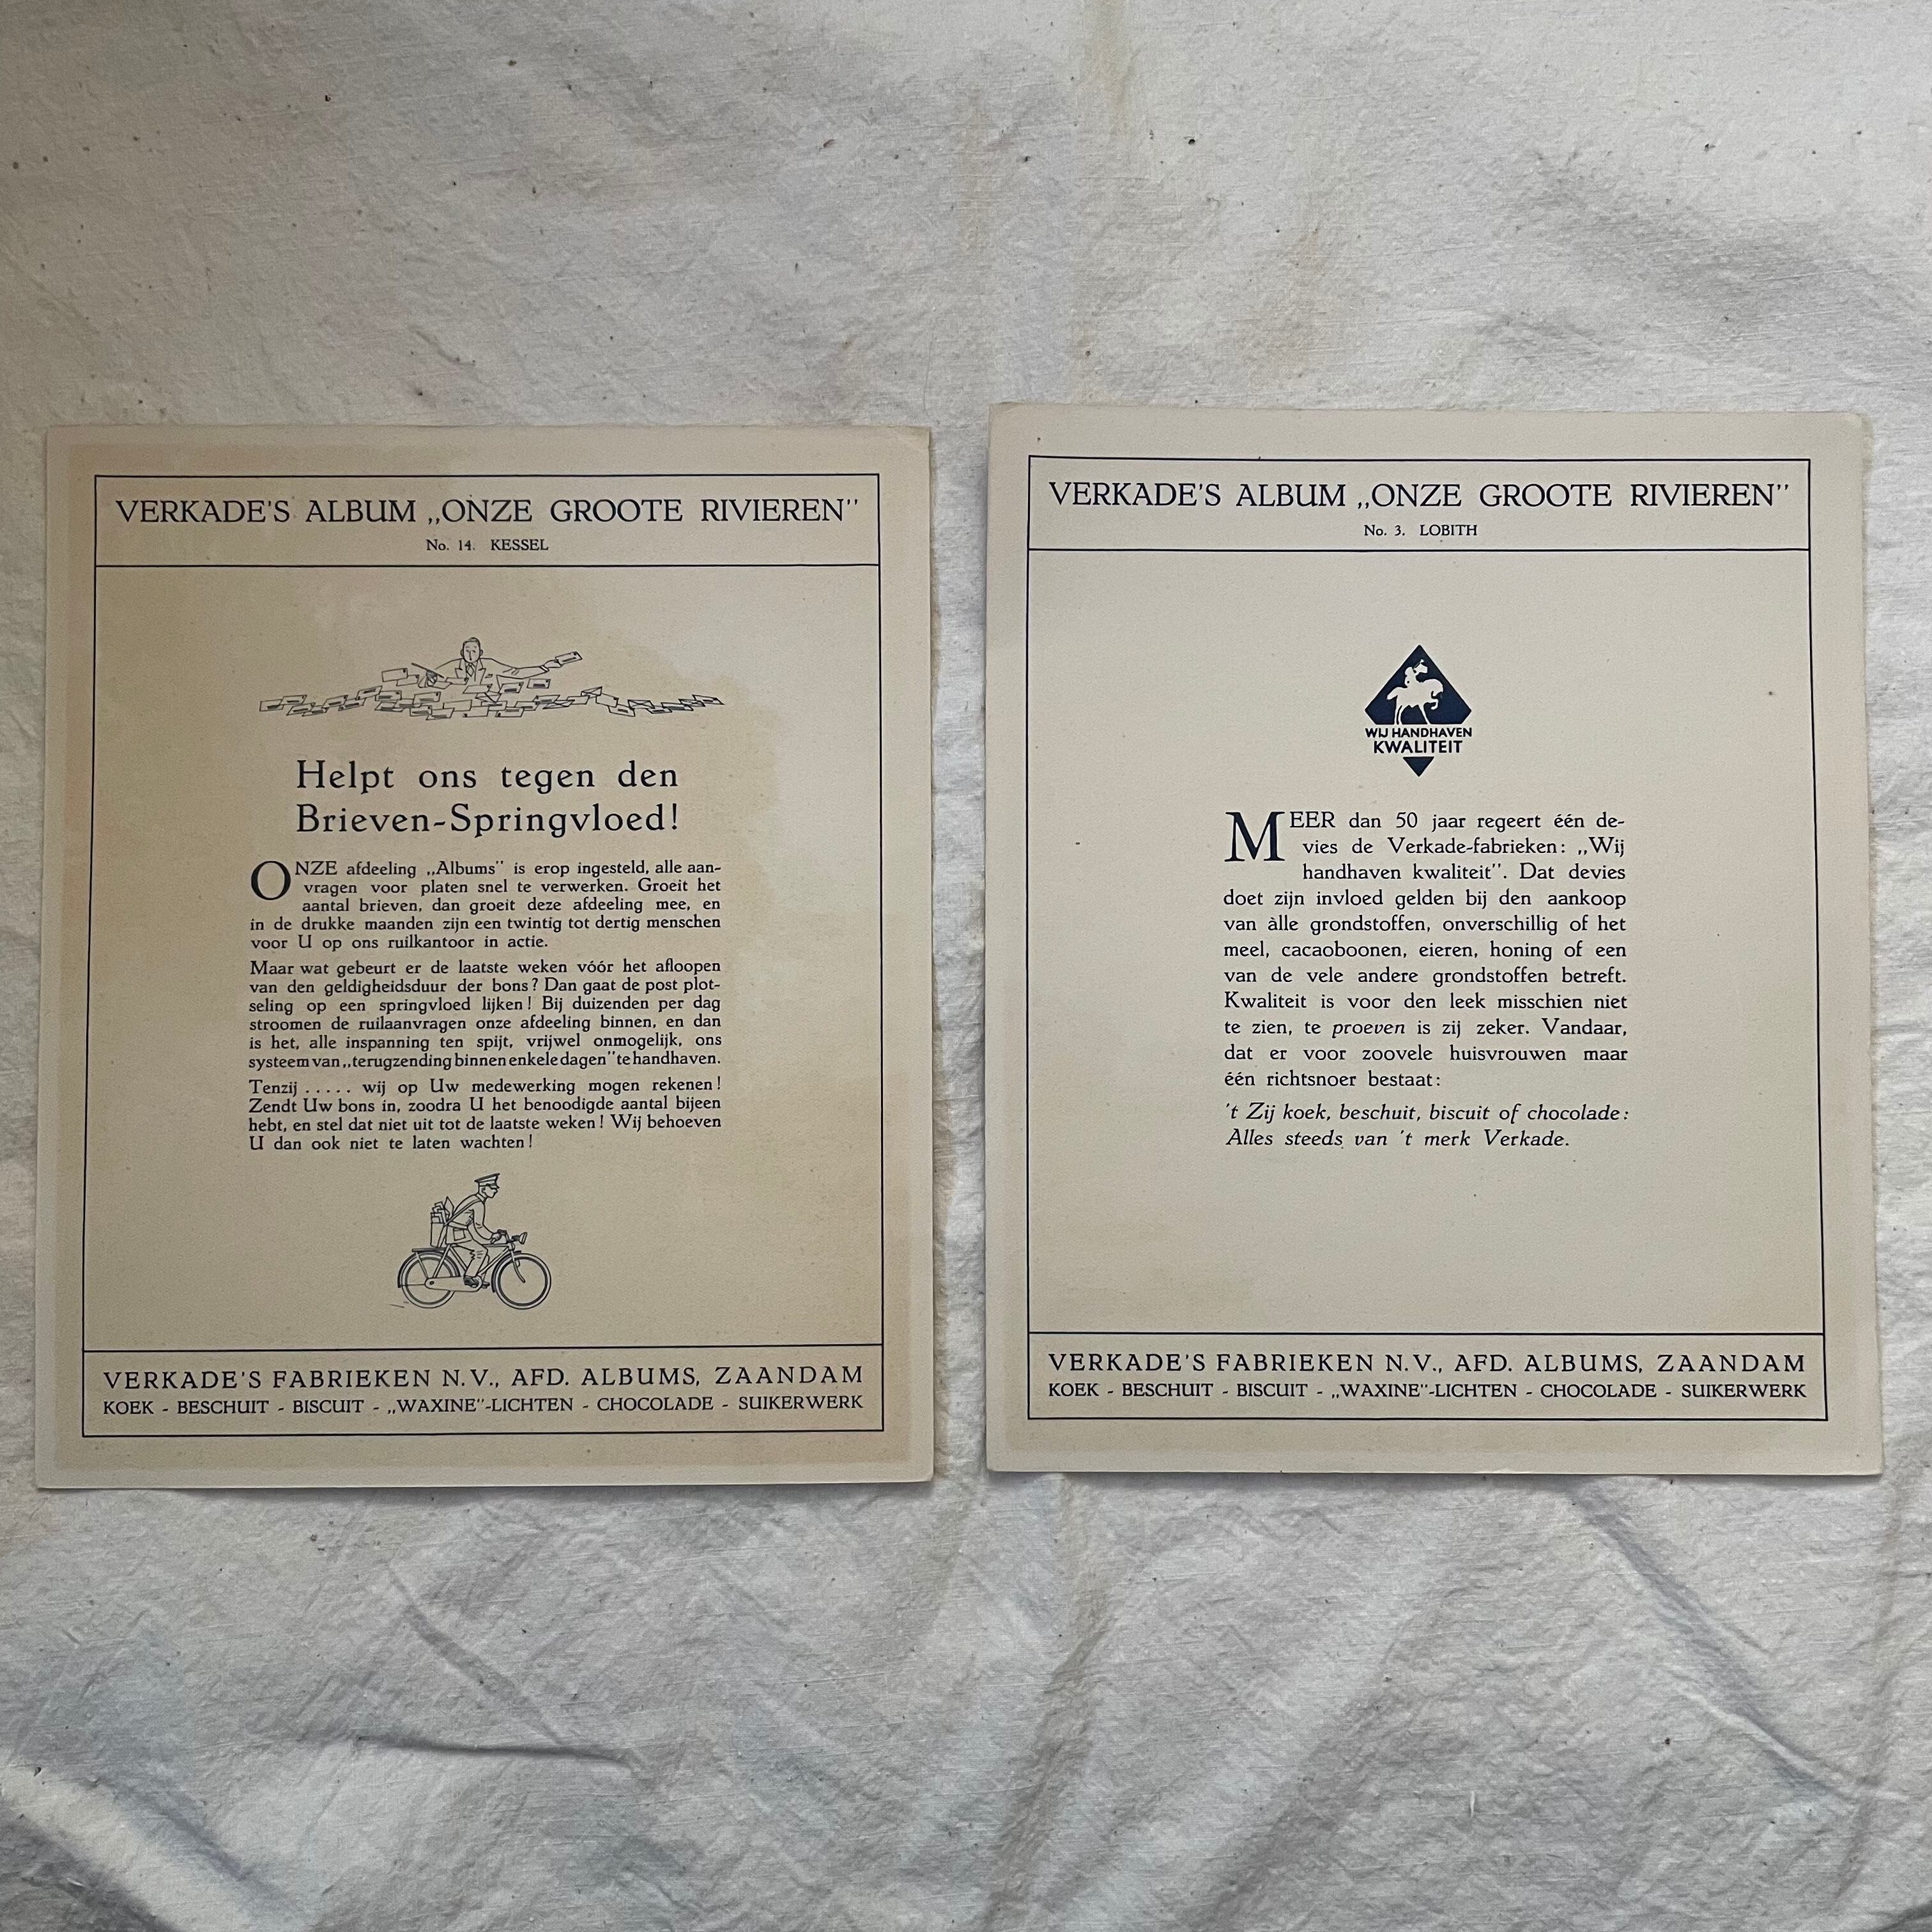 VERKADE'S ALBUM „ONZE GROOTE RIVIEREN"
No. 14. KESSEL
Helpt ons tegen den
Brieven-Springvloed!
ONZE afdeeling „Albums" is erop ingesteld, alle aan-
vragen voor platen snel te verwerken. Groeit het
aantal brieven, dan groeit deze afdeeling mee, en
in de drukke maanden zijn een twintig tot dertig menschen
voor U op ons ruilkantoor in actie.
Maar wat gebeurt er de laatste weken vóór het afloopen
van den geldigheidsduur der bons? Dan gaat de post plot-
seling op een springvloed lijken! Bij duizenden per dag
stroomen de ruilaanvragen onze afdeeling binnen, en dan
is het, alle inspanning ten spijt, vrijwel onmogelijk, ons
systeem van „terugzending binnen enkele dagen" te handhaven.
Tenzij ..... wij op Uw medewerking mogen rekenen!
Zendt Uw bons in, zoodra U het benoodigde aantal bijeen
hebt, en stel dat niet uit tot de laatste weken! Wij behoeven
U dan ook niet te laten wachten!
VERKADE'S FABRIEKEN N.V., AFD. ALBUMS, ZAANDAM
KOEK - BESCHUIT - BISCUIT - „WAXINE"-LICHTEN - CHOCOLADE - SUIKERWERK
VERKADE'S ALBUM „ONZE GROOTE RIVIEREN"
No. 3. LOBITH
WIJ HANDHAVEN
KWALITEIT
MEER dan 50 jaar regeert één de-
vies de Verkade-fabrieken: „Wij
handhaven kwaliteit". Dat devies
doet zijn invloed gelden bij den aankoop
van àlle grondstoffen, onverschillig of het
meel, cacaoboonen, eieren, honing of een
van de vele andere grondstoffen betreft.
Kwaliteit is voor den leek misschien niet
te zien, te proeven is zij zeker. Vandaar,
dat er voor zoovele huisvrouwen maar
één richtsnoer bestaat:
't Zij koek, beschuit, biscuit of chocolade:
Alles steeds van 't merk Verkade.
VERKADE'S FABRIEKEN N.V., AFD. ALBUMS, ZAANDAM
KOEK - BESCHUIT - BISCUIT - „WAXINE"-LICHTEN - CHOCOLADE - SUIKERWERK